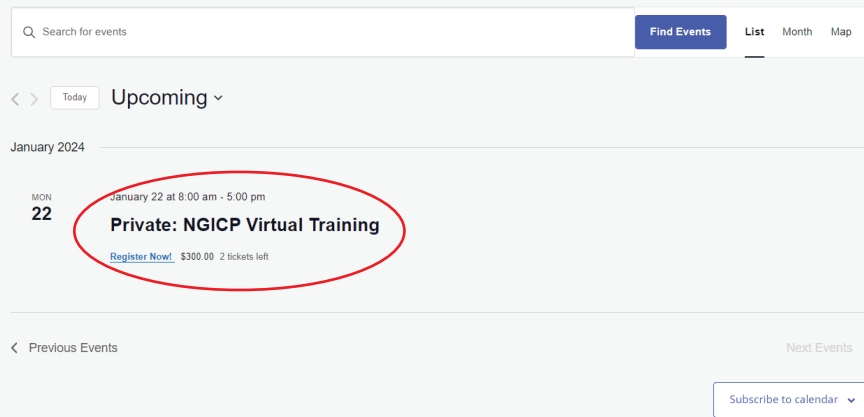 Search for events
Find Events
List
Month
Map
Today
Upcoming
January 2024
MON
22
January 22 at 8:00 am - 5:00 pm
Private: NGICP Virtual Training
Register Now! $300.00 2 tickets left
Previous Events
Next Events
Subscribe to calendar